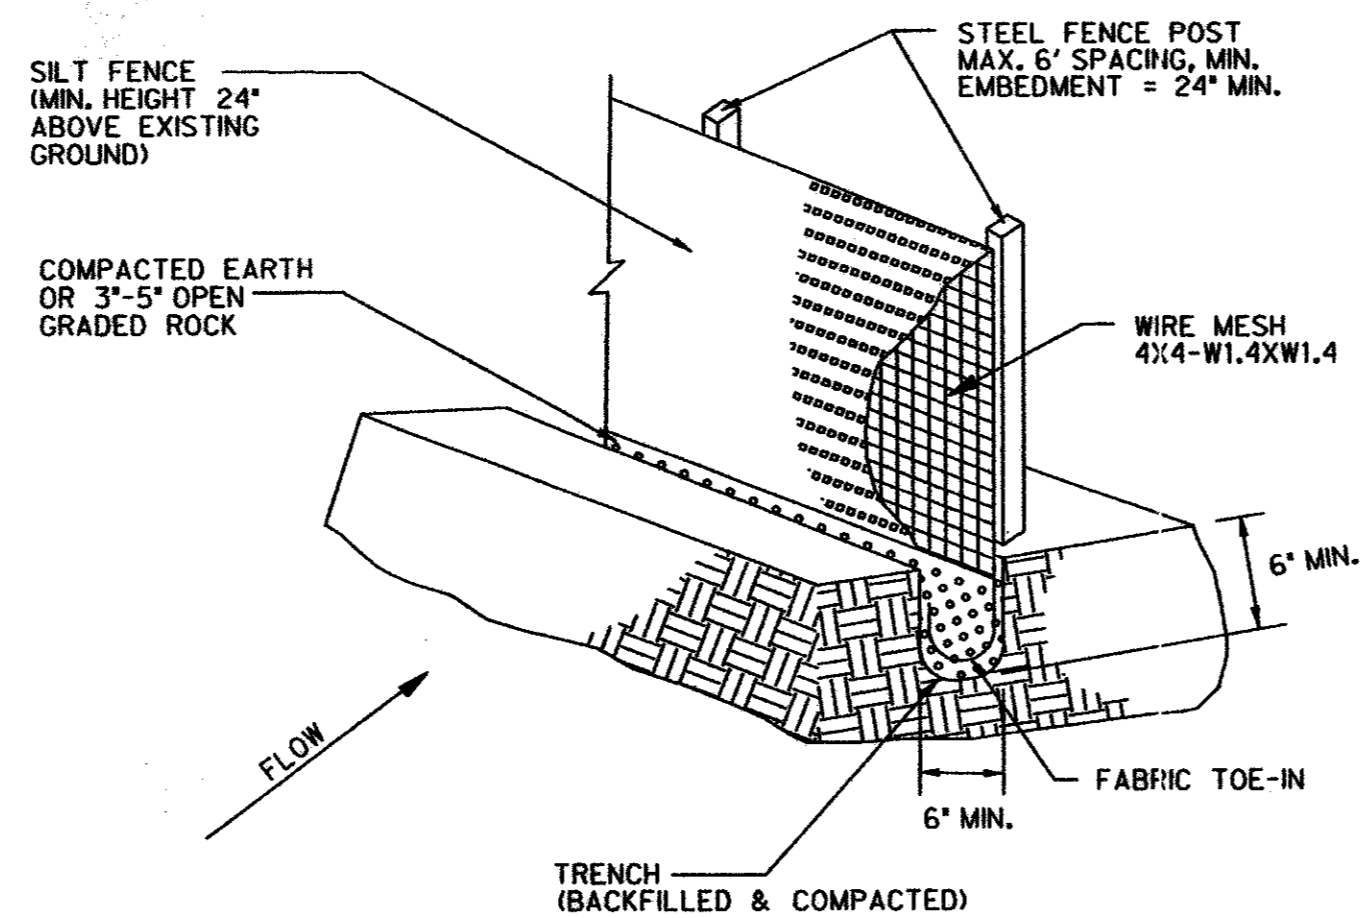 STEEL FENCE POST
MAX. 6' SPACING, MIN.
EMBEDMENT = 24" MIN.
SILT FENCE
(MIN. HEIGHT 24"
ABOVE EXISTING
GROUND)
COMPACTED EARTH
OR 3"-5" OPEN
GRADED ROCK
WIRE MESH
4X4-W1.4XW1.4
6" MIN.
FLOW
FABRIC TOE-IN
6" MIN.
TRENCH
(BACKFILLED & COMPACTED)